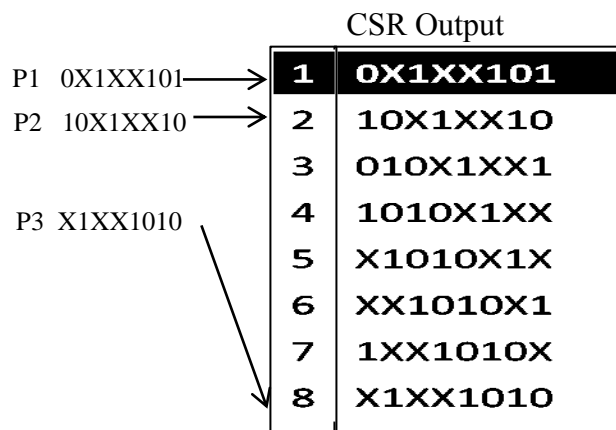 CSR Output
P1 0X1XX101 1 0X1XX101
P2 10X1XX10 2 10X1XX10
3 010X1XX1
4 1010X1XX
P3 X1XX1010 5 X1010X1X
6 XX1010X1
7 1XX1010X
8 X1XX1010